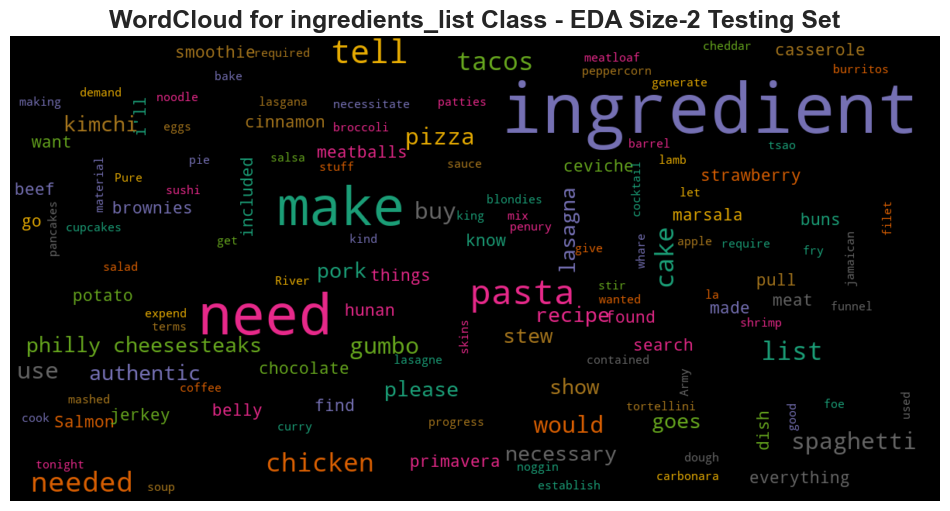 WordCloud for ingredients_list Class - EDA Size-2 Testing Set
smoothie required tell tacos meatloaf cheddar casserole
peppercorn burritos
bake generate
making demand noodle I'll lasgana necessitate patties ingredient
kimchi eggs cinnamon broccoli pizza barrel tsao
want meatballs
pie salsa stuff sauce ceviche lamb strawberry
beef material Pure sushi included make buy king blondies lasagna cocktail let filet
brownies mix penury marsala buns
go pancakes cupcakes get kind know give whare cake apple require fry jamaican
salad River pork things stir pull
potato need hunan pasta wanted la made meat funnel
expend terms recipe found shrimp
philly cheesesteaks gumbo skins stew search list
use authentic chocolate lasagne contained
mashed coffee please show Army
cook Salmon jerkey belly find progress would tortellini goes dish good foe used
curry
tonight chicken primavera necessary dough spaghetti
needed soup noggin establish carbonara everything